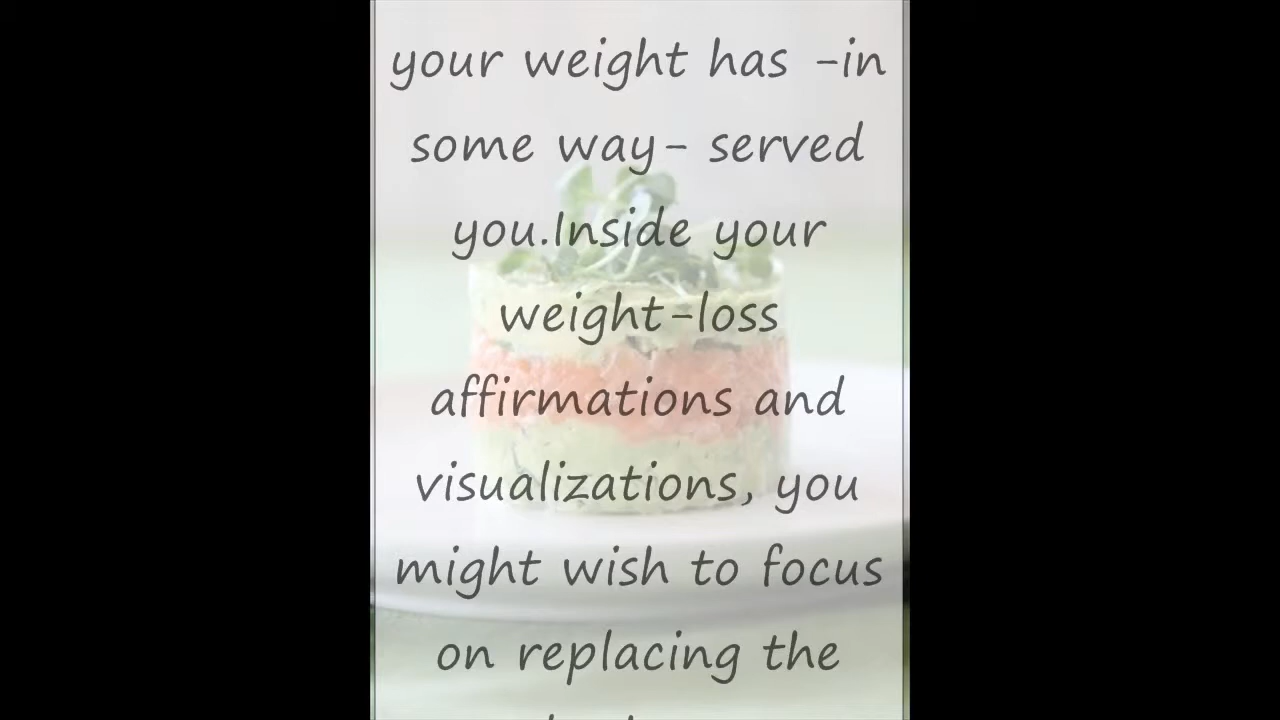 your weight has -in
some way- served
you.Inside your
weight-loss
affirmations and
visualizations, you
might wish to focus
on replacing the